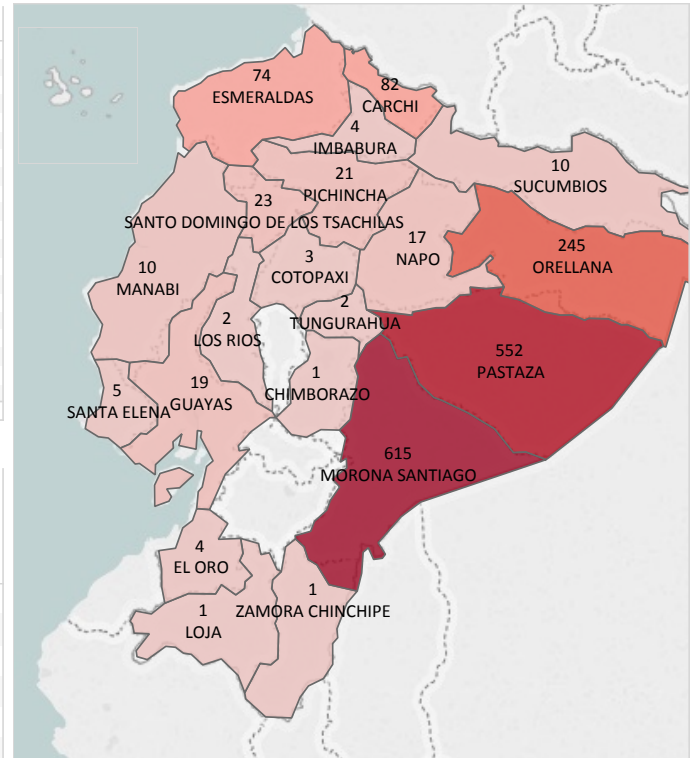 74
ESMERALDAS
82
CARCHI
4
IMBABURA
10
SUCUMBIOS
21
PICHINCHA
23
SANTO DOMINGO DE LOS TSACHILAS
17
NAPO
245
ORELLANA
3
COTOPAXI
10
MANABI
2
TUNGURAHUA
2
LOS RIOS
552
PASTAZA
1
CHIMBORAZO
5
SANTA ELENA
19
GUAYAS
615
MORONA SANTIAGO
4
EL ORO
1
ZAMORA CHINCHIPE
1
LOJA